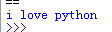 ==
i love python
>>>